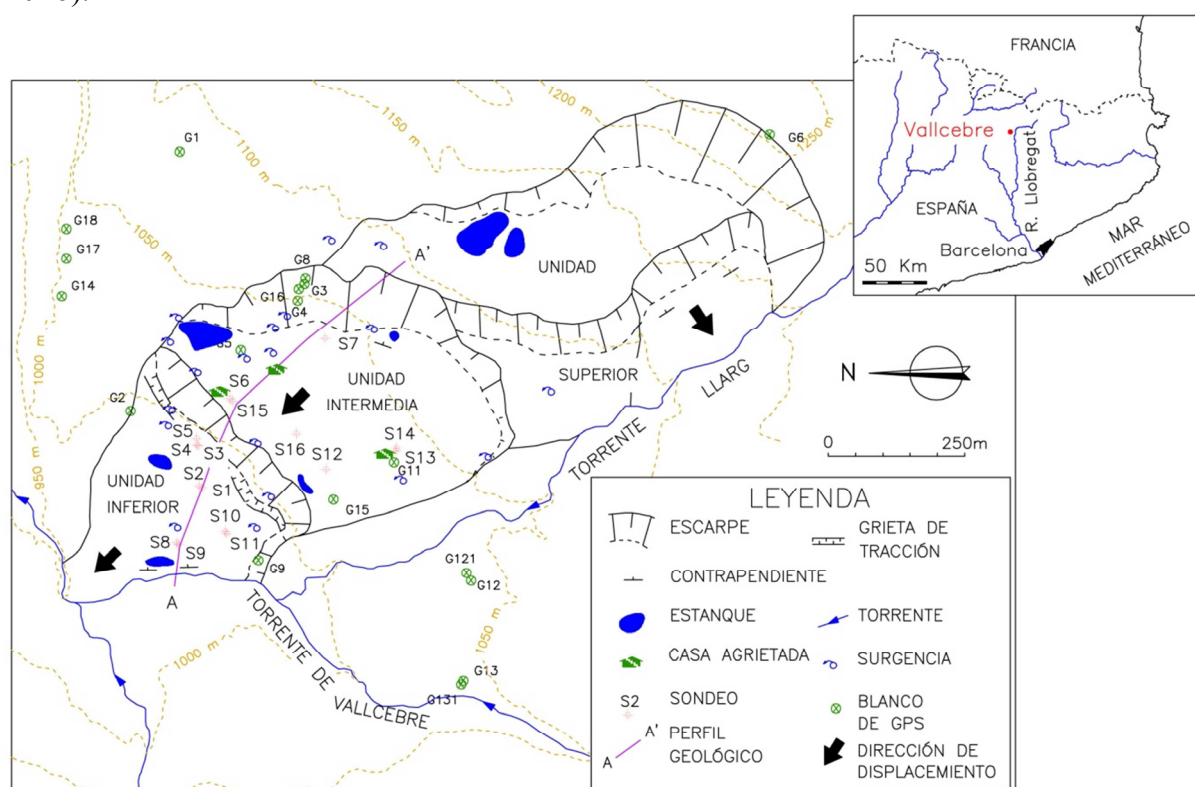 FRANCIA
Vallcebre
R. Llobregat
ESPAÑA
Barcelona
MAR
MEDITERRÁNEO
50 Km
1200 m
1250 m
1150 m
1100 m
1050 m
1000 m
950 m
G1
G6
G18
G17
G14
G8
G3
G16
G4
G5
G2
A'
UNIDAD
SUPERIOR
S7
UNIDAD
INTERMEDIA
S6
S15
S5
S4
S3
S16
S14
S13
S12
G11
S2
UNIDAD
INFERIOR
S1
G15
S10
S11
S8
S9
G9
A
G121
G12
G13
G131
1050 m
1000 m
TORRENTE
LLARG
TORRENTE DE
VALLCEBRE
N
0 250m
LEYENDA
ESCARPE
GRIETA DE
TRACCIÓN
CONTRAPENDIENTE
ESTANQUE
TORRENTE
CASA AGRIETADA
SURGENCIA
S2
SONDEO
BLANCO
DE GPS
A'
A
PERFIL
GEOLÓGICO
DIRECCIÓN DE
DISPLACEMIENTO